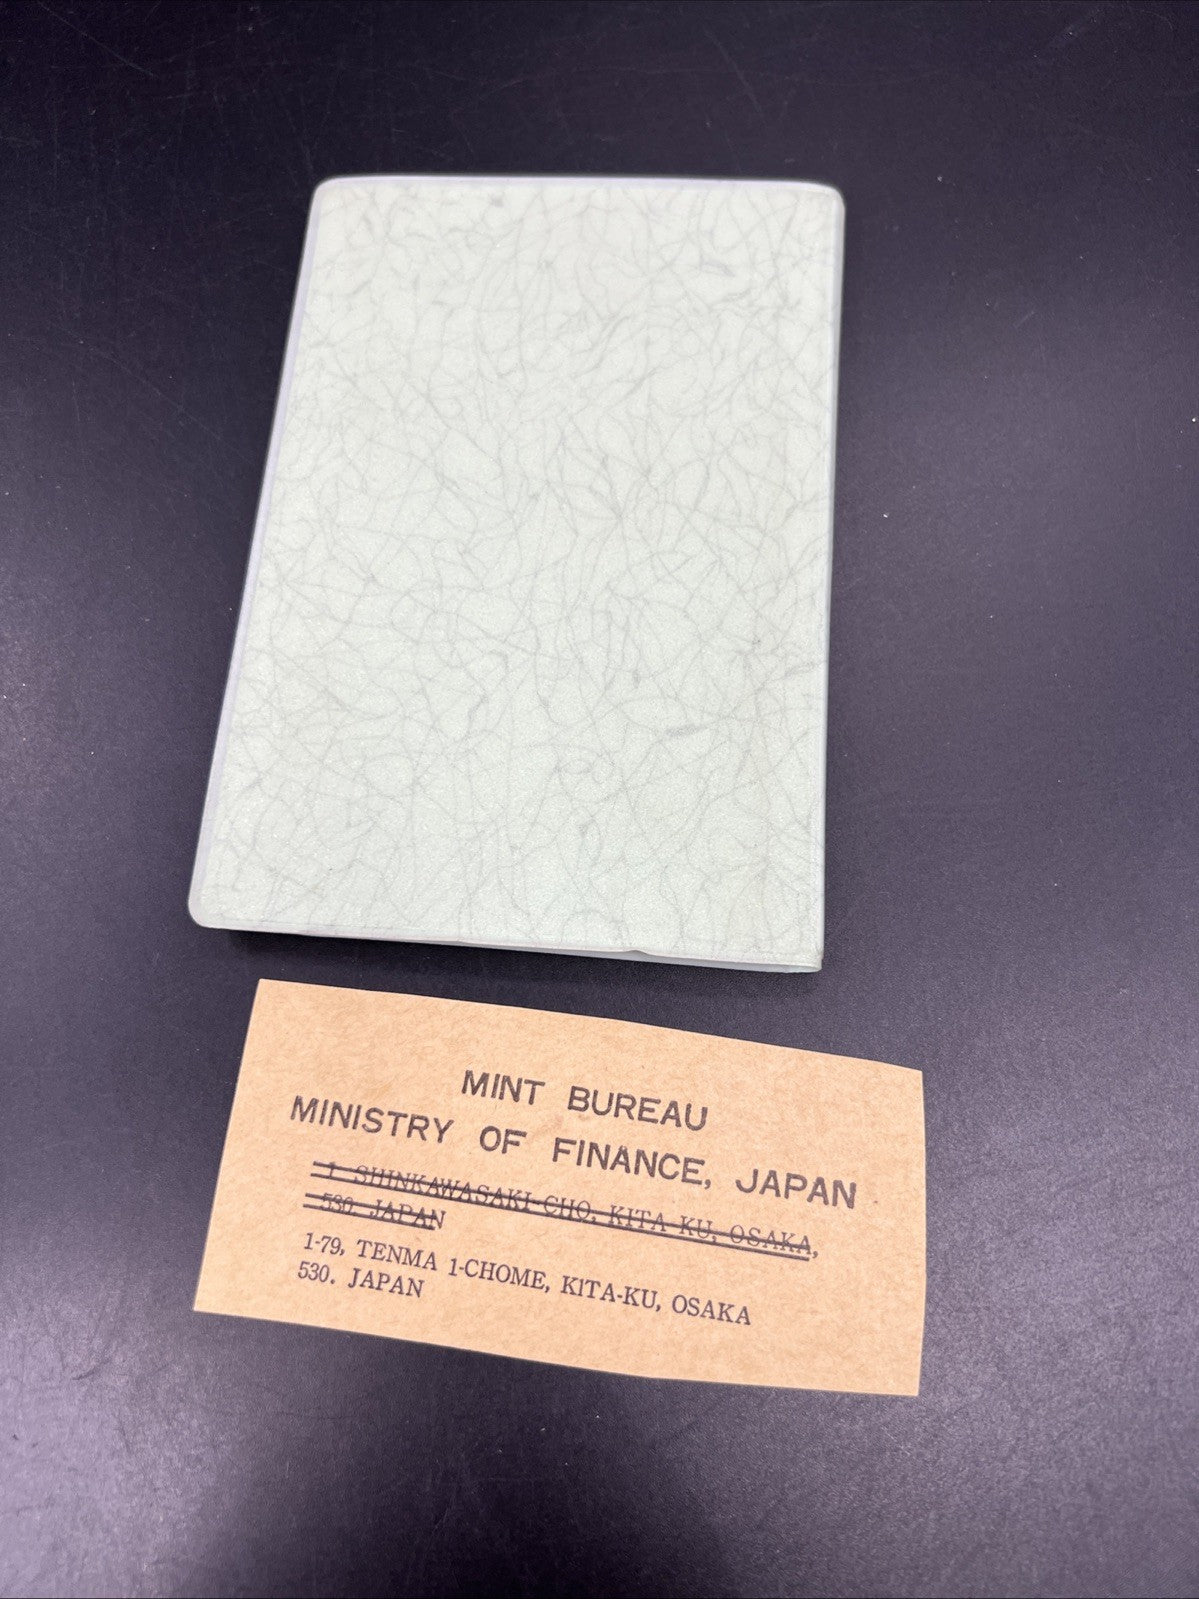 MINT BUREAU
MINISTRY OF FINANCE, JAPAN
1 SHINKAWASAKI-CHO, KITA-KU, OSAKA,
530. JAPAN
1-79, TENMA 1-CHOME, KITA-KU, OSAKA
530. JAPAN